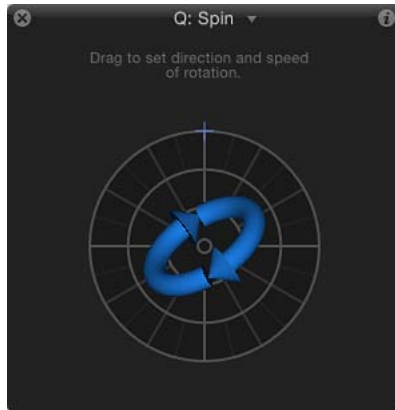 Q: Spin
Drag to set direction and speed
of rotation.